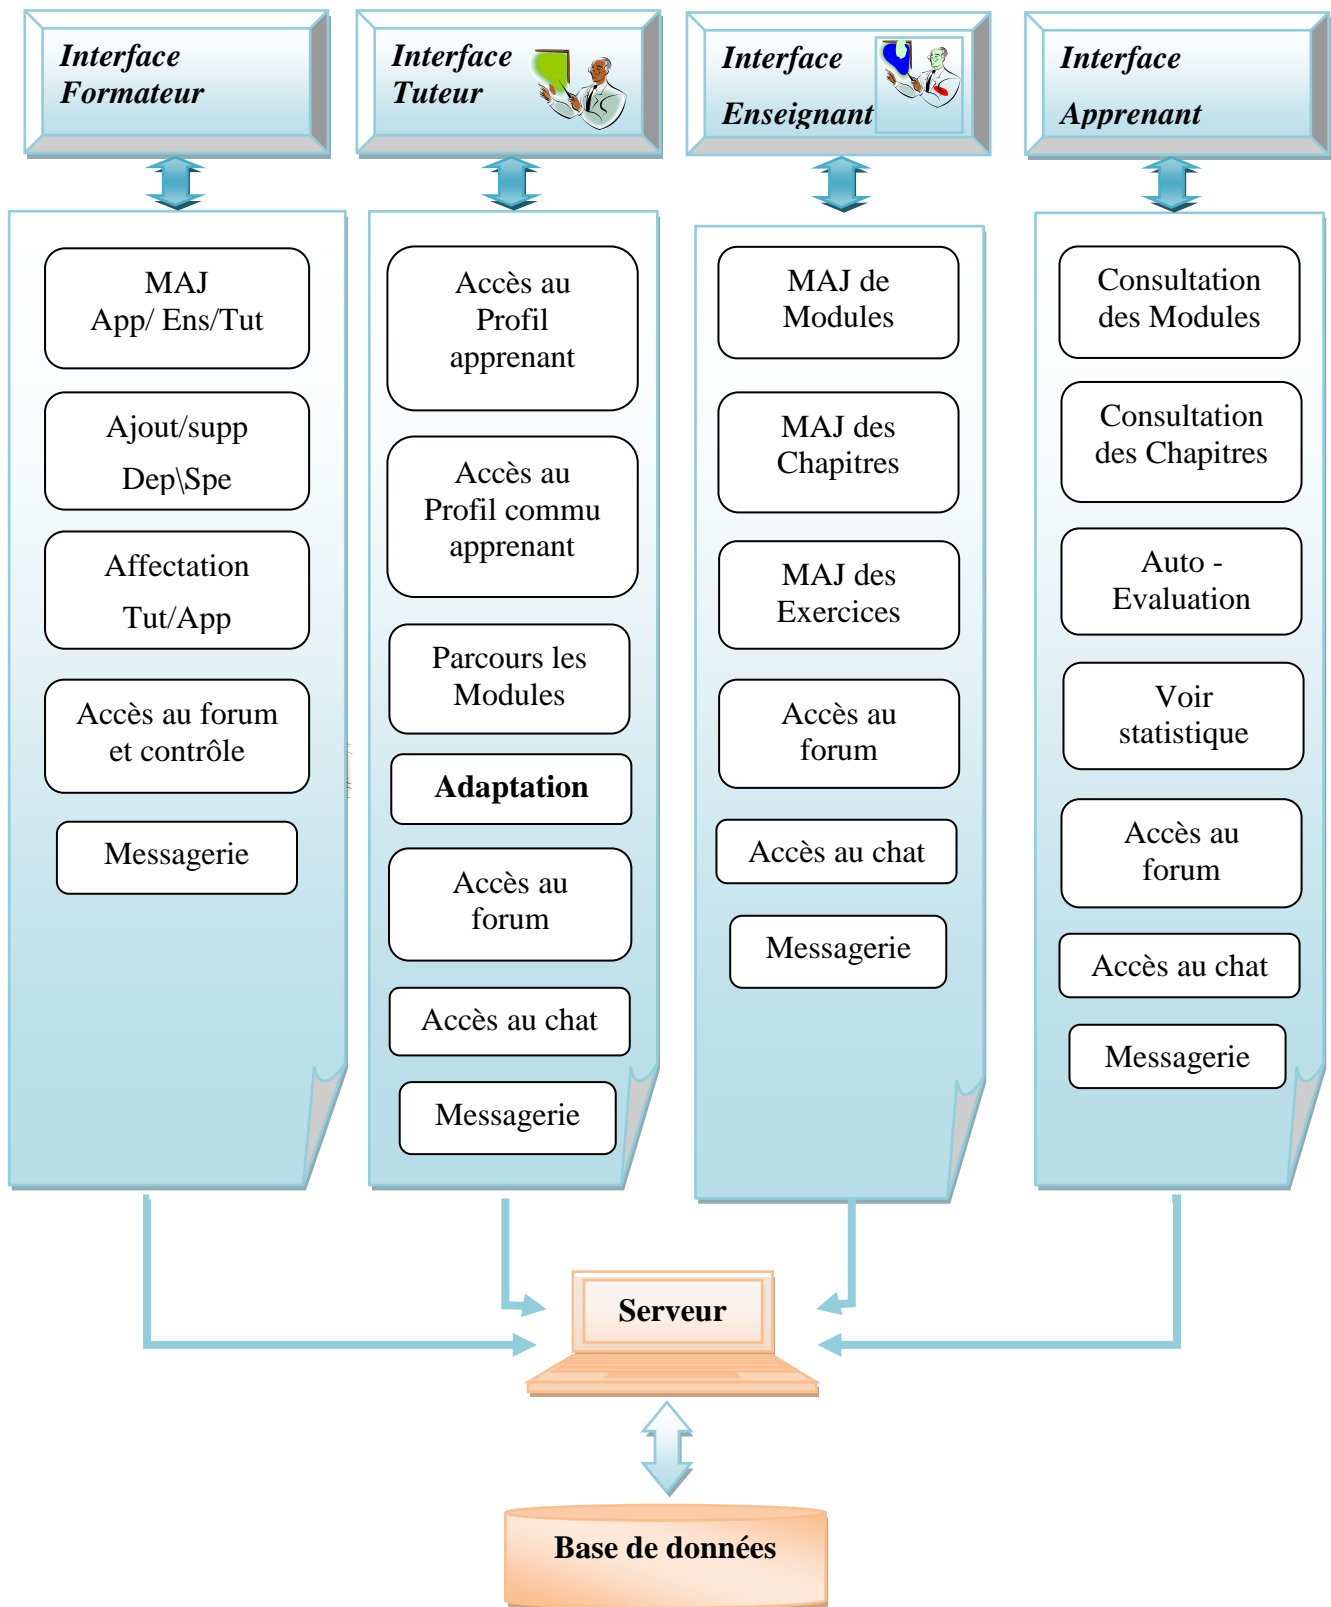 Interface
Formateur
Interface
Tuteur
Interface
Enseignant
Interface
Apprenant
MAJ
App/ Ens/Tut
Ajout/supp
Dep\Spe
Affectation
Tut/App
Accès au forum
et contrôle
Messagerie
Accès au
Profil
apprenant
Accès au
Profil commu
apprenant
Parcours les
Modules
Adaptation
Accès au
forum
Accès au chat
Messagerie
MAJ de
Modules
MAJ des
Chapitres
MAJ des
Exercices
Accès au
forum
Accès au chat
Messagerie
Consultation
des Modules
Consultation
des Chapitres
Auto -
Evaluation
Voir
statistique
Accès au
forum
Accès au chat
Messagerie
Serveur
Base de données